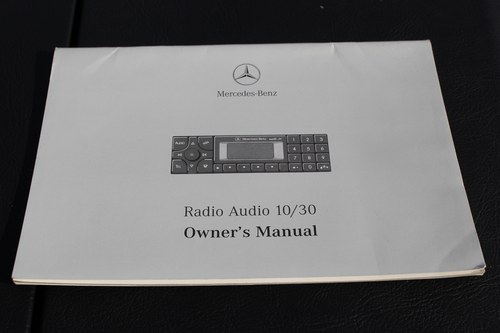 Mercedes-Benz
Radio Audio 10/30
Owner's Manual